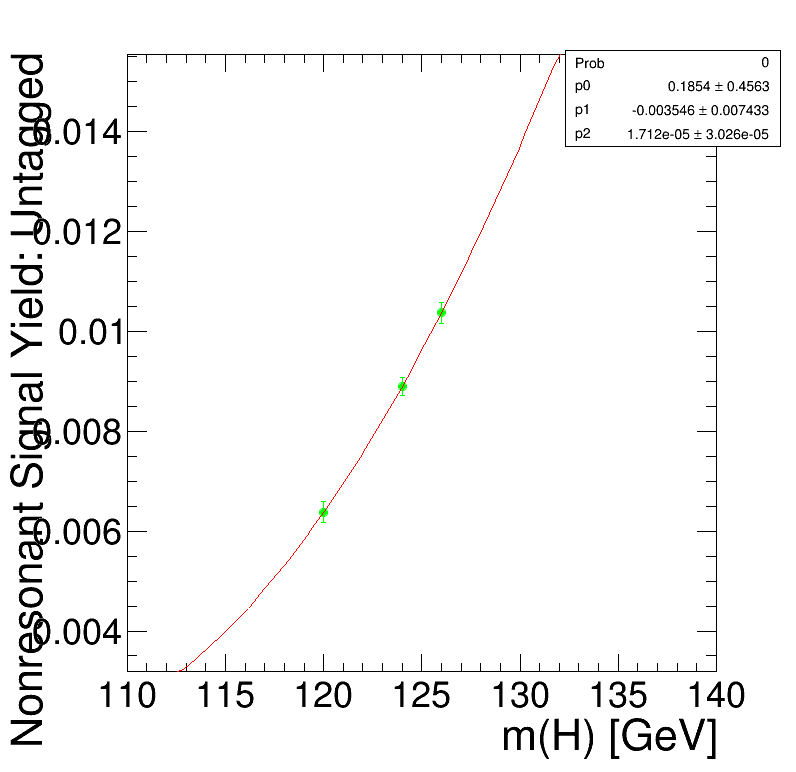 Nonresonant Signal Yield: Untagged
Prob 0
p0 0.1854 ± 0.4563
p1 -0.003546 ± 0.007433
p2 1.712e-05 ± 3.026e-05
0.014
0.012
0.01
0.008
0.006
0.004
110 115 120 125 130 135 140
m(H) [GeV]